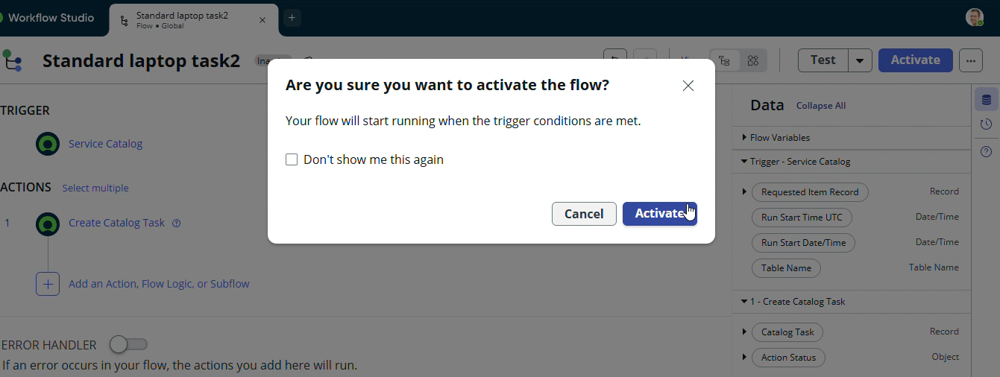 Workflow Studio
Standard laptop task2
Flow • Global
Standard laptop task2
Test
Activate
Are you sure you want to activate the flow?
Your flow will start running when the trigger conditions are met.
Don't show me this again
Cancel
Activate
TRIGGER
Service Catalog
ACTIONS Select multiple
1 Create Catalog Task
Add an Action, Flow Logic, or Subflow
ERROR HANDLER
If an error occurs in your flow, the actions you add here will run.
Data Collapse All
Flow Variables
Trigger - Service Catalog
Requested Item Record Record
Run Start Time UTC Date/Time
Run Start Date/Time Date/Time
Table Name Table Name
1 - Create Catalog Task
Catalog Task Record
Action Status Object